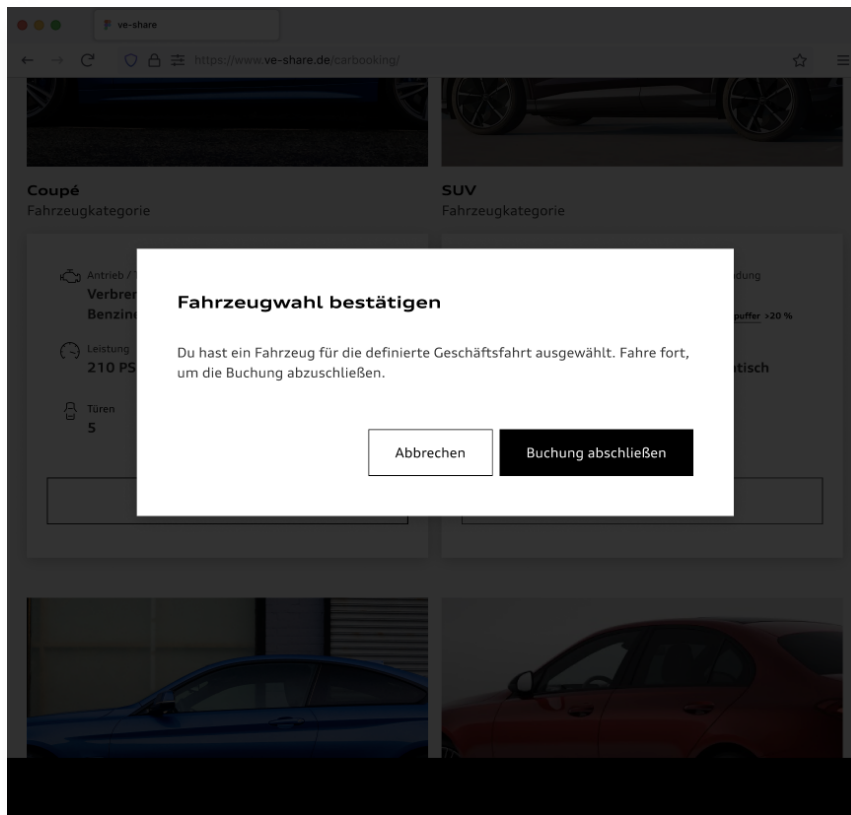 ve-share
https://www.ve-share.de/carbooking/
Coupé
Fahrzeugkategorie
SUV
Fahrzeugkategorie
Antrieb /
Verbre
Benzin
Leistung
210 PS
Türen
5
dung
puffer >20 %
tisch
Fahrzeugwahl bestätigen
Du hast ein Fahrzeug für die definierte Geschäftsfahrt ausgewählt. Fahre fort,
um die Buchung abzuschließen.
Abbrechen
Buchung abschließen